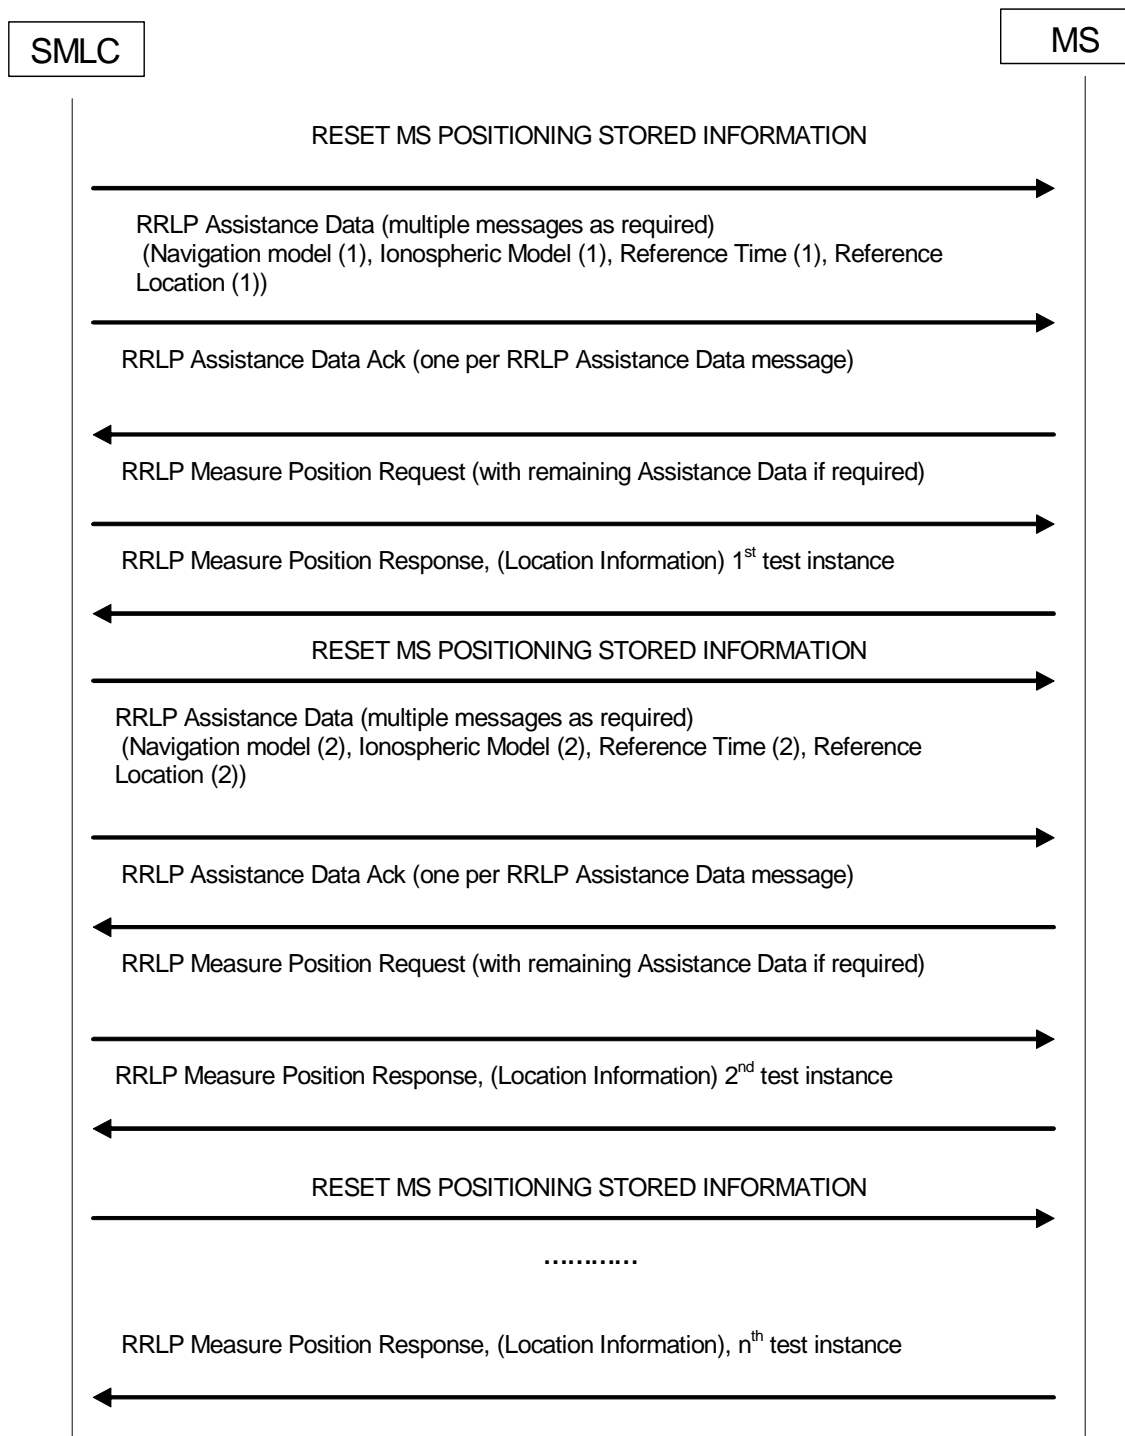 SMLC
MS
RESET MS POSITIONING STORED INFORMATION
RRLP Assistance Data (multiple messages as required)
(Navigation model (1), Ionospheric Model (1), Reference Time (1), Reference
Location (1))
RRLP Assistance Data Ack (one per RRLP Assistance Data message)
RRLP Measure Position Request (with remaining Assistance Data if required)
RRLP Measure Position Response, (Location Information) 1st test instance
RESET MS POSITIONING STORED INFORMATION
RRLP Assistance Data (multiple messages as required)
(Navigation model (2), Ionospheric Model (2), Reference Time (2), Reference
Location (2))
RRLP Assistance Data Ack (one per RRLP Assistance Data message)
RRLP Measure Position Request (with remaining Assistance Data if required)
RRLP Measure Position Response, (Location Information) 2nd test instance
RESET MS POSITIONING STORED INFORMATION
…………
RRLP Measure Position Response, (Location Information), nth test instance